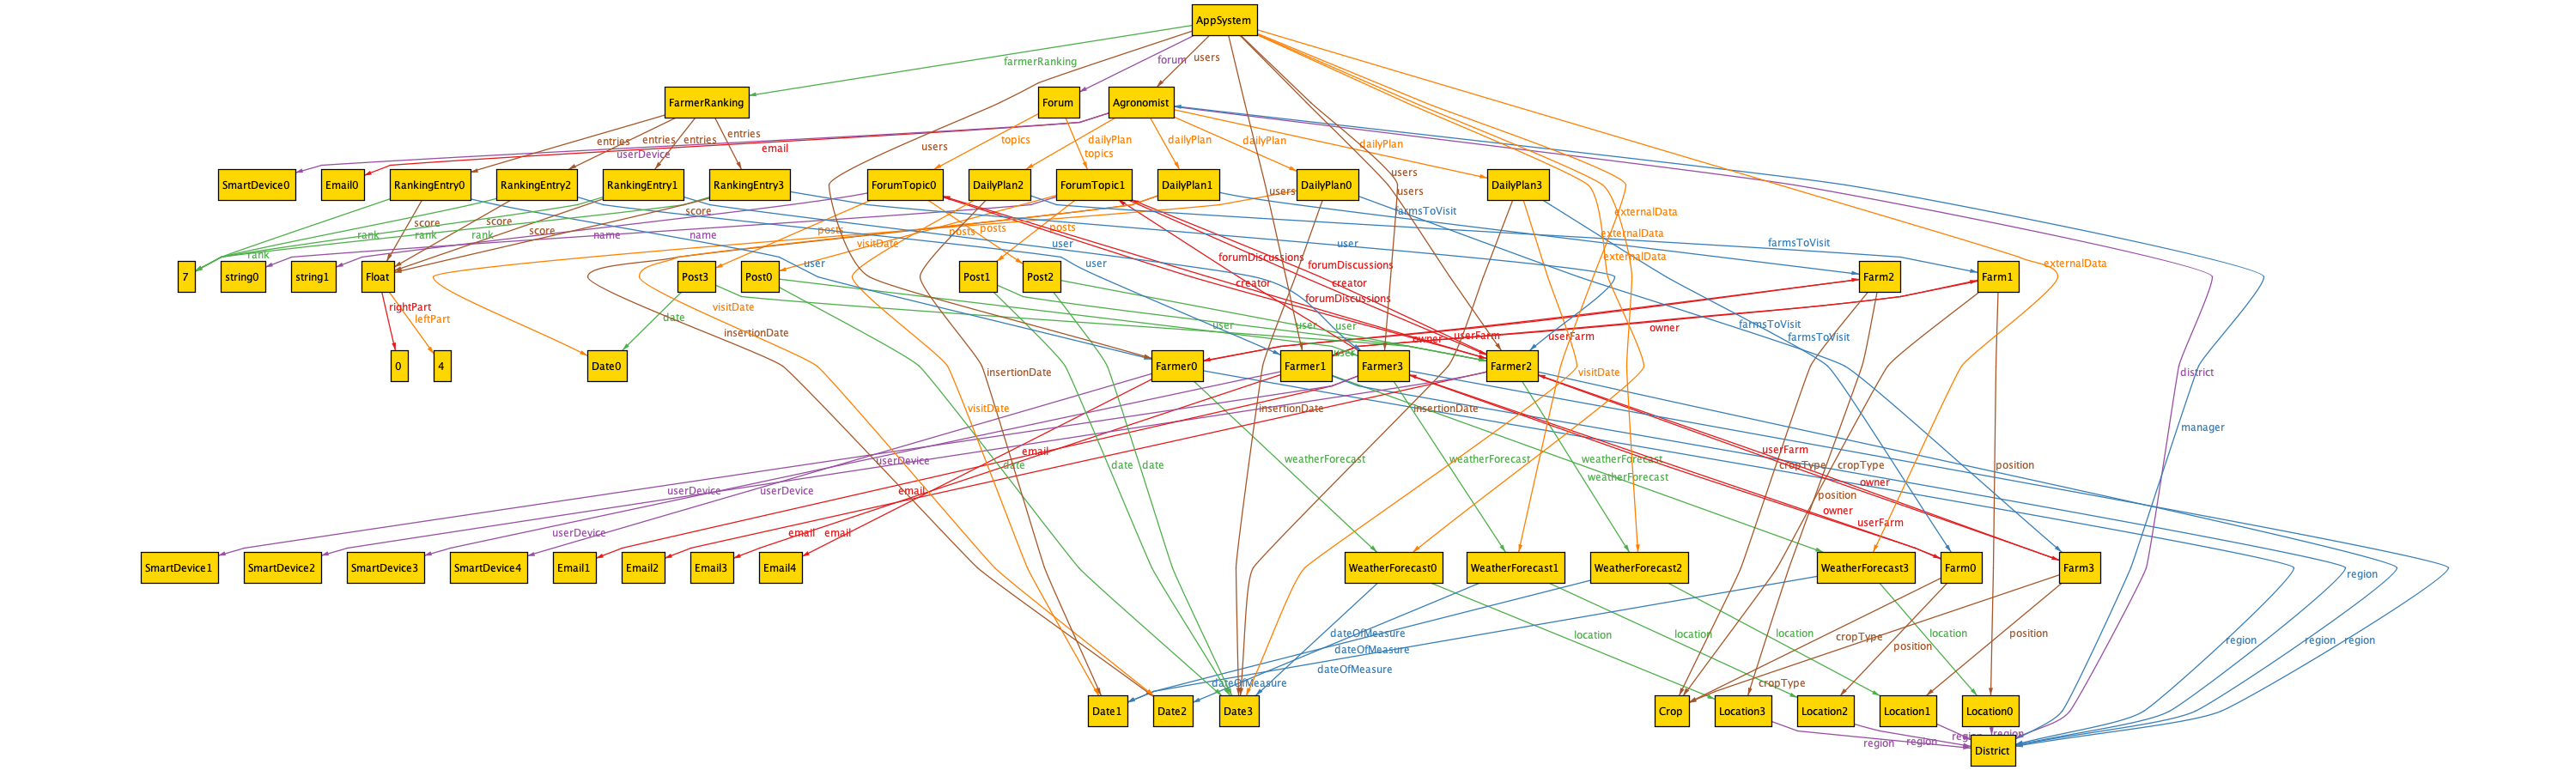 AppSystem
farmerRanking
forum
users
FarmerRanking
Forum
Agronomist
entries
entries
entries
entries
userDevice
email
users
topics
topics
dailyPlan
dailyPlan
dailyPlan
dailyPlan
users
users
SmartDevice0
Email0
RankingEntry0
RankingEntry2
RankingEntry1
RankingEntry3
ForumTopic0
DailyPlan2
ForumTopic1
DailyPlan1
DailyPlan0
DailyPlan3
users
farmsToVisit
externalData
score
score
score
score
rank
rank
rank
rank
name
name
posts
posts
posts
posts
visitDate
user
user
user
user
externalData
externalData
externalData
farmsToVisit
forumDiscussions
forumDiscussions
forumDiscussions
creator
creator
7
string0
string1
Float
Post3
Post0
Post1
Post2
Farm2
Farm1
rightPart
leftPart
date
visitDate
insertionDate
user
user
user
user
owner
owner
userFarm
userFarm
farmsToVisit
farmsToVisit
0
4
Date0
Farmer0
Farmer1
Farmer3
Farmer2
insertionDate
visitDate
visitDate
insertionDate
insertionDate
district
manager
email
userDevice
date
date
date
weatherForecast
weatherForecast
weatherForecast
weatherForecast
userFarm
cropType
cropType
position
owner
position
owner
userFarm
userDevice
userDevice
email
userDevice
email
email
SmartDevice1
SmartDevice2
SmartDevice3
SmartDevice4
Email1
Email2
Email3
Email4
WeatherForecast0
WeatherForecast1
WeatherForecast2
WeatherForecast3
Farm0
Farm3
region
dateOfMeasure
dateOfMeasure
dateOfMeasure
dateOfMeasure
location
location
location
location
cropType
position
position
cropType
region
region
region
Date1
Date2
Date3
Crop
Location3
Location2
Location1
Location0
region
region
region
region
District